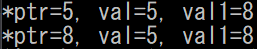 *ptr=5, val=5, val1=8
*ptr=8, val=5, val1=8